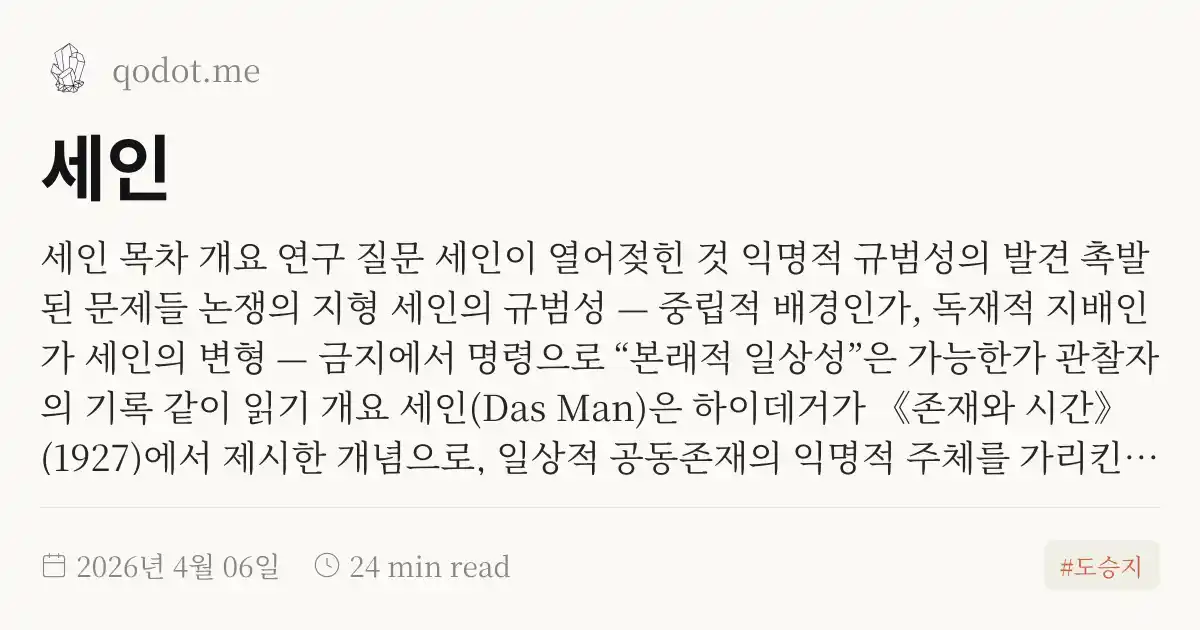 qodot.me
세인
세인 목차 개요 연구 질문 세인이 열어젖힌 것 익명적 규범성의 발견 촉발
된 문제들 논쟁의 지형 세인의 규범성 — 중립적 배경인가, 독재적 지배인
가 세인의 변형 — 금지에서 명령으로 “본래적 일상성”은 가능한가 관찰자
의 기록 같이 읽기 개요 세인(Das Man)은 하이데거가 《존재와 시간》
(1927)에서 제시한 개념으로, 일상적 공동존재의 익명적 주체를 가리킨…
2026년 4월 06일 24 min read #도승지